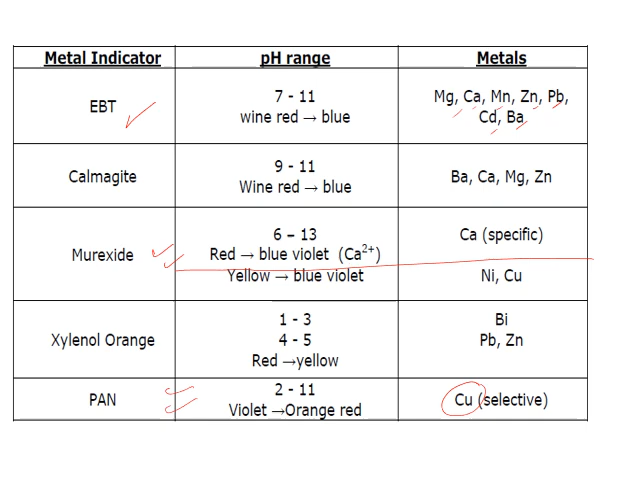 Metal Indicator pH range Metals
EBT
7 - 11
wine red → blue
Mg, Ca, Mn, Zn, Pb,
Cd, Ba
Calmagite
9 - 11
Wine red → blue
Ba, Ca, Mg, Zn
Murexide
6 – 13
Red → blue violet (Ca²⁺)
Yellow → blue violet
Ca (specific)
Ni, Cu
Xylenol Orange
1 - 3
4 - 5
Red →yellow
Bi
Pb, Zn
PAN
2 - 11
Violet →Orange red
Cu (selective)